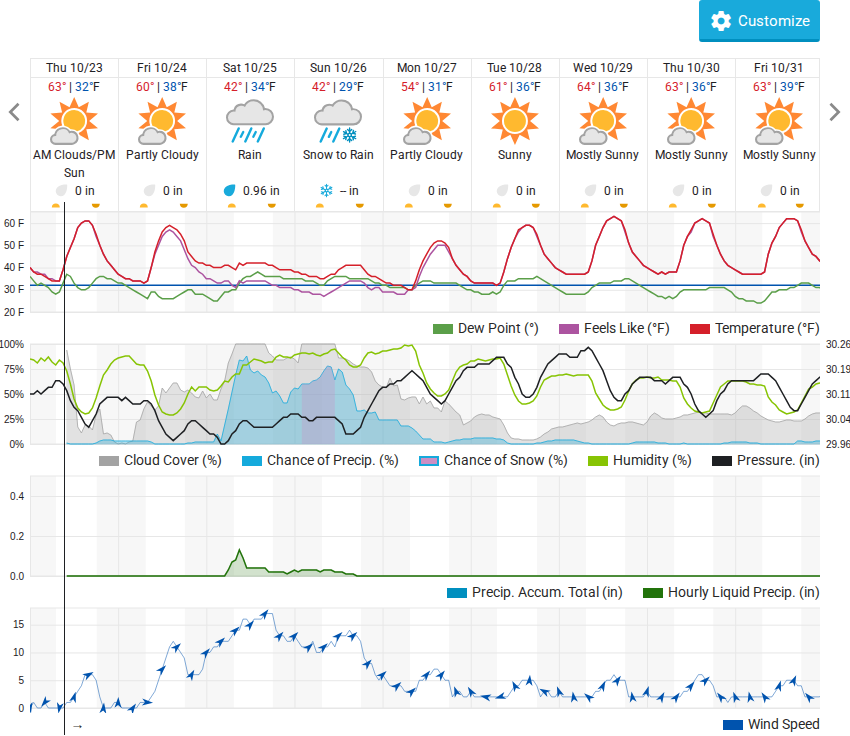 Customize
Thu 10/23 Fri 10/24 Sat 10/25 Sun 10/26 Mon 10/27 Tue 10/28 Wed 10/29 Thu 10/30 Fri 10/31
63° | 32°F 60° | 38°F 42° | 34°F 42° | 29°F 54° | 31°F 61° | 36°F 64° | 36°F 63° | 36°F 63° | 39°F
AM Clouds/PM Sun Partly Cloudy Rain Snow to Rain Partly Cloudy Sunny Mostly Sunny Mostly Sunny Mostly Sunny
0 in 0 in 0.96 in -- in 0 in 0 in 0 in 0 in 0 in
60 F
50 F
40 F
30 F
20 F
Dew Point (°) Feels Like (°F) Temperature (°F)
100% 30.26
75% 30.19
50% 30.11
25% 30.04
0% 29.96
Cloud Cover (%) Chance of Precip. (%) Chance of Snow (%) Humidity (%) Pressure. (in)
0.4
0.2
0.0
Precip. Accum. Total (in) Hourly Liquid Precip. (in)
15
10
5
0
→
Wind Speed